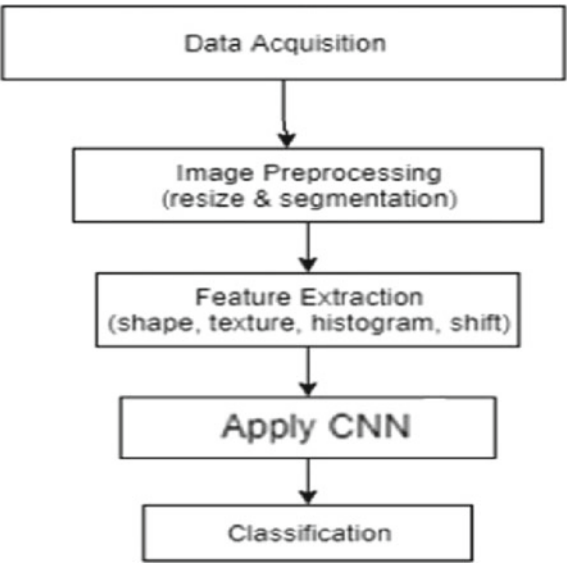 Data Acquisition
Image Preprocessing
(resize & segmentation)
Feature Extraction
(shape, texture, histogram, shift)
Apply CNN
Classification